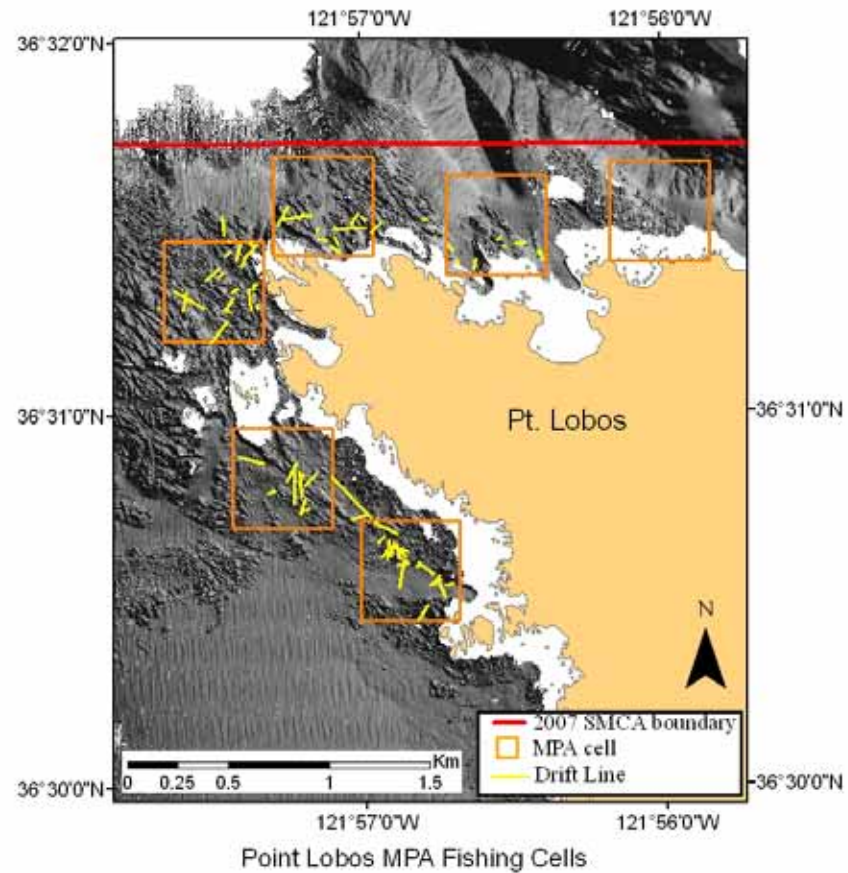 121°57'0"W 121°56'0"W
36°32'0"N
36°31'0"N 36°31'0"N
Pt. Lobos
N
2007 SMCA boundary
MPA cell
Drift Line
Km
0 0.25 0.5 1 1.5
36°30'0"N 36°30'0"N
121°57'0"W 121°56'0"W
Point Lobos MPA Fishing Cells